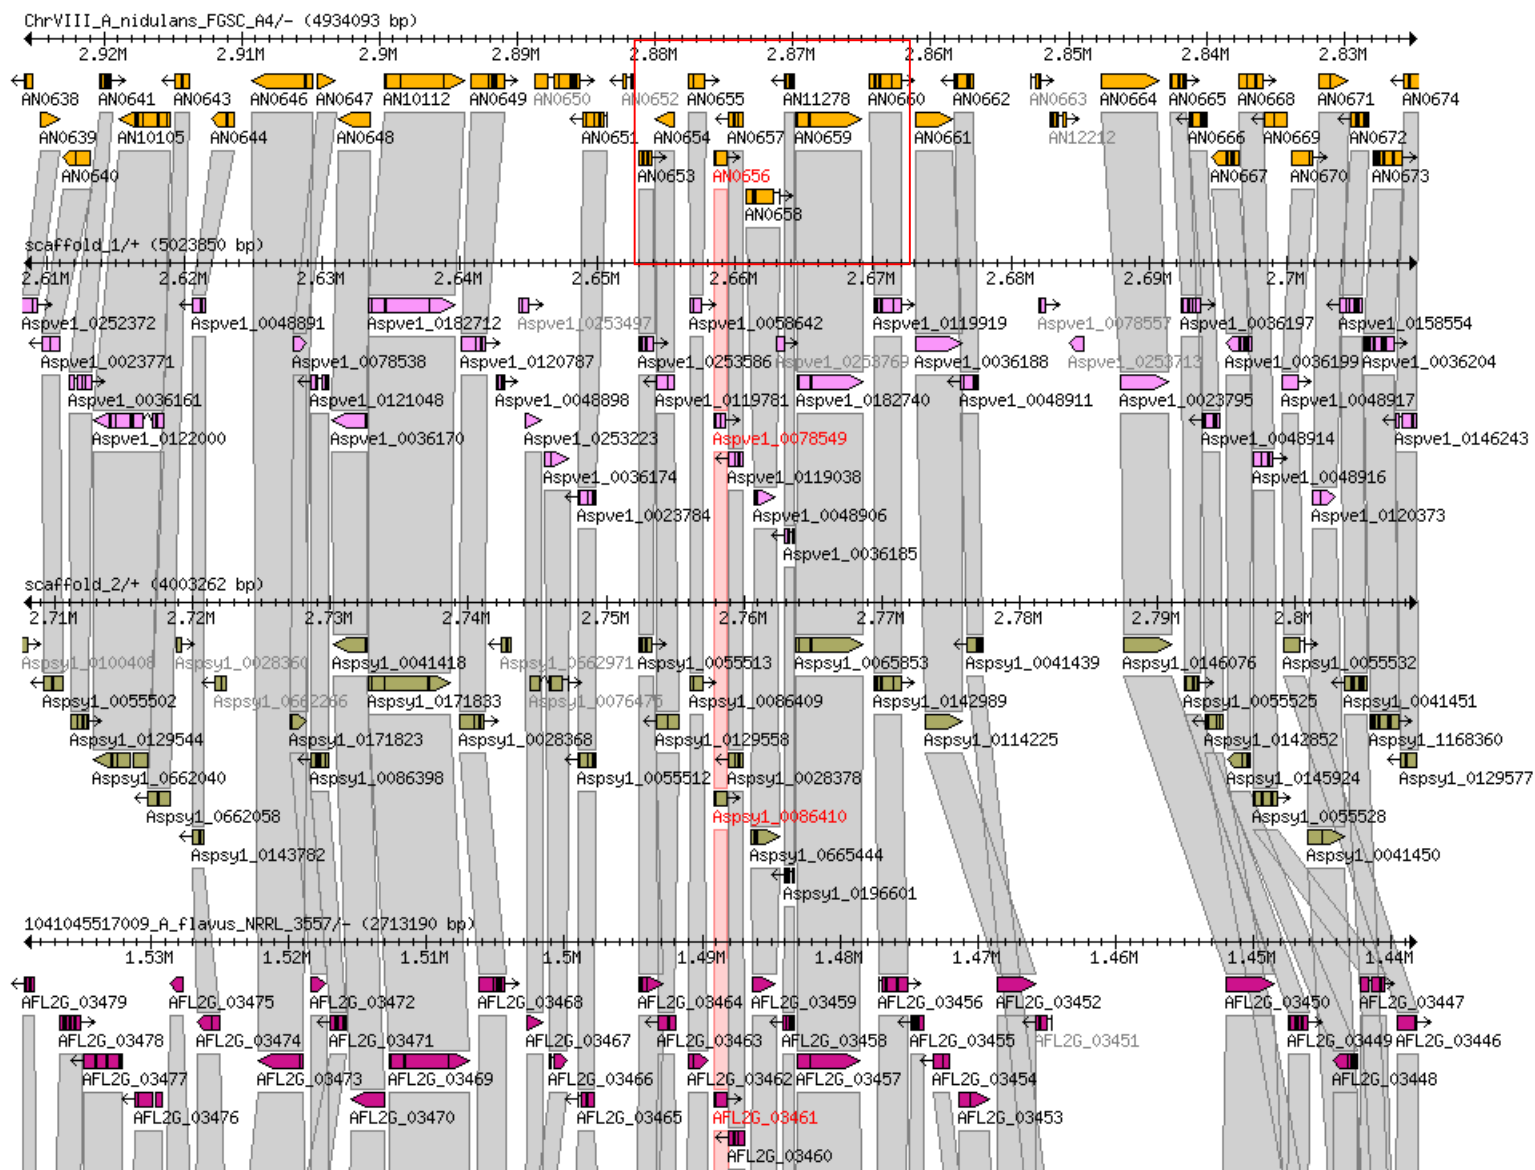 ChrVIII_A_nidulans_FGSC_A4/- (4934093 bp)
2.92M 2.91M 2.9M 2.89M 2.88M 2.87M 2.86M 2.85M 2.84M 2.83M
AN0638 AN0641 AN0643 AN0646 AN0647 AN10112 AN0649 AN0650 AN0652 AN0655 AN11278 AN0660 AN0662 AN0663 AN0664 AN0665 AN0668 AN0671 AN0674
AN0639 AN10105 AN0644 AN0648 AN0651 AN0654 AN0657 AN0659 AN0661 AN12212 AN0666 AN0669 AN0672
AN0640 AN0653 AN0656 AN0667 AN0670 AN0673
AN0658
scaffold_1/+ (5023850 bp)
2.61M 2.62M 2.63M 2.64M 2.65M 2.66M 2.67M 2.68M 2.69M 2.7M
Aspve1_0252372 Aspve1_0048891 Aspve1_0182712 Aspve1_0253497 Aspve1_0058642 Aspve1_0119919 Aspve1_0078557 Aspve1_0036197 Aspve1_0158554
Aspve1_0023771 Aspve1_0078538 Aspve1_0120787 Aspve1_0253586 Aspve1_0253769 Aspve1_0036188 Aspve1_0253713 Aspve1_0036199 Aspve1_0036204
Aspve1_0036161 Aspve1_0121048 Aspve1_0048898 Aspve1_0119781 Aspve1_0182740 Aspve1_0048911 Aspve1_0023795 Aspve1_0048917
Aspve1_0122000 Aspve1_0036170 Aspve1_0253223 Aspve1_0078549 Aspve1_0048914 Aspve1_0146243
Aspve1_0036174 Aspve1_0119038 Aspve1_0048916
Aspve1_0023784 Aspve1_0048906 Aspve1_0120373
Aspve1_0036185
scaffold_2/+ (4003262 bp)
2.71M 2.72M 2.73M 2.74M 2.75M 2.76M 2.77M 2.78M 2.79M 2.8M
Aspsy1_0100408 Aspsy1_0028360 Aspsy1_0041418 Aspsy1_0662971 Aspsy1_0055513 Aspsy1_0065853 Aspsy1_0041439 Aspsy1_0146076 Aspsy1_0055532
Aspsy1_0055502 Aspsy1_0662266 Aspsy1_0171833 Aspsy1_0076475 Aspsy1_0086409 Aspsy1_0142989 Aspsy1_0055525 Aspsy1_0041451
Aspsy1_0129544 Aspsy1_0171823 Aspsy1_0028368 Aspsy1_0129558 Aspsy1_0114225 Aspsy1_0142852 Aspsy1_1168360
Aspsy1_0662040 Aspsy1_0086398 Aspsy1_0055512 Aspsy1_0028378 Aspsy1_0145924 Aspsy1_0129577
Aspsy1_0662058 Aspsy1_0086410 Aspsy1_0055528
Aspsy1_0143782 Aspsy1_0665444 Aspsy1_0041450
Aspsy1_0196601
1041045517009_A_flavus_NRRL_3557/- (2713190 bp)
1.53M 1.52M 1.51M 1.5M 1.49M 1.48M 1.47M 1.46M 1.45M 1.44M
AFL2G_03479 AFL2G_03475 AFL2G_03472 AFL2G_03468 AFL2G_03464 AFL2G_03459 AFL2G_03456 AFL2G_03452 AFL2G_03450 AFL2G_03447
AFL2G_03478 AFL2G_03474 AFL2G_03471 AFL2G_03467 AFL2G_03463 AFL2G_03458 AFL2G_03455 AFL2G_03451 AFL2G_03449 AFL2G_03446
AFL2G_03477 AFL2G_03473 AFL2G_03469 AFL2G_03466 AFL2G_03462 AFL2G_03457 AFL2G_03454 AFL2G_03448
AFL2G_03476 AFL2G_03470 AFL2G_03465 AFL2G_03461 AFL2G_03453
AFL2G_03460